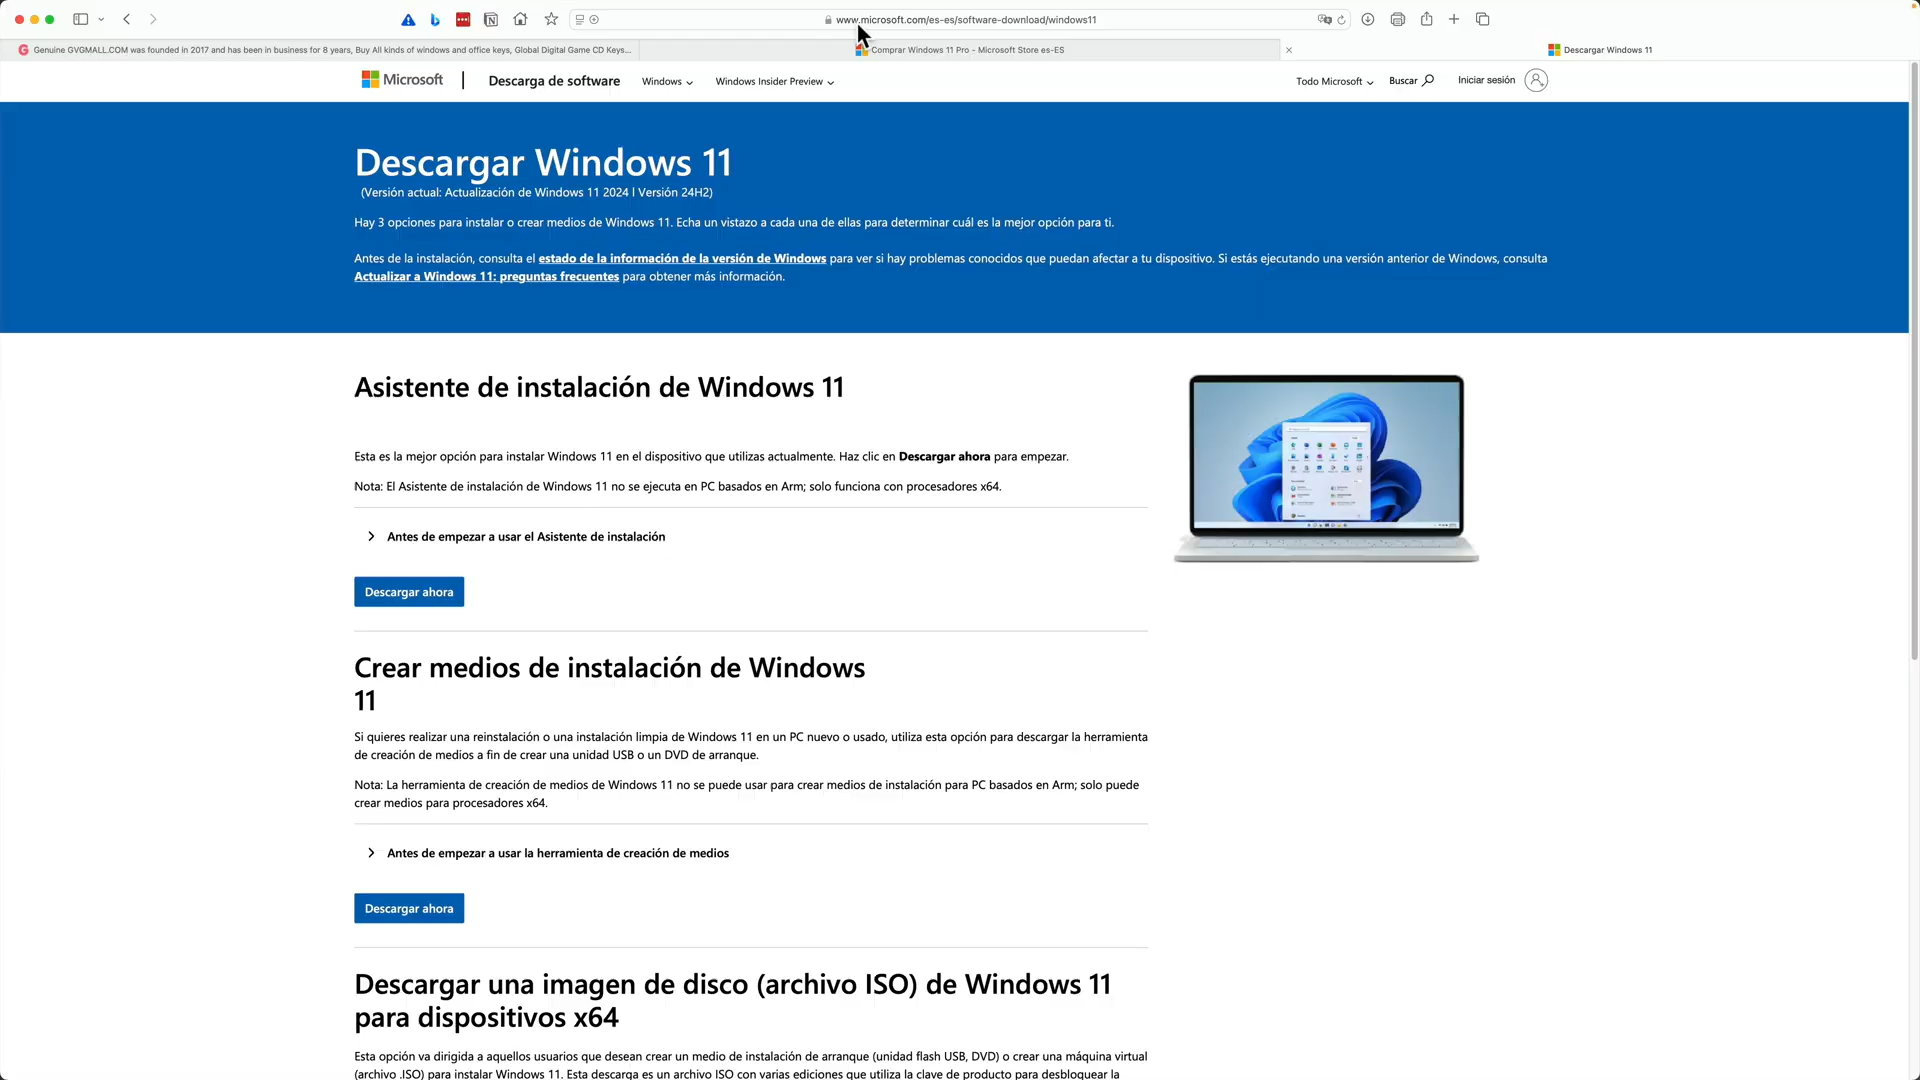 www.microsoft.com/es-es/software-download/windows11
Genuine GVGMALL.COM was founded in 2017 and has been in business for 8 years, Buy All kinds of windows and office keys, Global Digital Game CD Keys...
Comprar Windows 11 Pro - Microsoft Store es-ES
Descargar Windows 11
Microsoft
Descarga de software
Windows
Windows Insider Preview
Todo Microsoft
Buscar
Iniciar sesión
Descargar Windows 11
(Versión actual: Actualización de Windows 11 2024 l Versión 24H2)
Hay 3 opciones para instalar o crear medios de Windows 11. Echa un vistazo a cada una de ellas para determinar cuál es la mejor opción para ti.
Antes de la instalación, consulta el estado de la información de la versión de Windows para ver si hay problemas conocidos que puedan afectar a tu dispositivo. Si estás ejecutando una versión anterior de Windows, consulta
Actualizar a Windows 11: preguntas frecuentes para obtener más información.
Asistente de instalación de Windows 11
Esta es la mejor opción para instalar Windows 11 en el dispositivo que utilizas actualmente. Haz clic en Descargar ahora para empezar.
Nota: El Asistente de instalación de Windows 11 no se ejecuta en PC basados en Arm; solo funciona con procesadores x64.
Antes de empezar a usar el Asistente de instalación
Descargar ahora
Crear medios de instalación de Windows
11
Si quieres realizar una reinstalación o una instalación limpia de Windows 11 en un PC nuevo o usado, utiliza esta opción para descargar la herramienta
de creación de medios a fin de crear una unidad USB o un DVD de arranque.
Nota: La herramienta de creación de medios de Windows 11 no se puede usar para crear medios de instalación para PC basados en Arm; solo puede
crear medios para procesadores x64.
Antes de empezar a usar la herramienta de creación de medios
Descargar ahora
Descargar una imagen de disco (archivo ISO) de Windows 11
para dispositivos x64
Esta opción va dirigida a aquellos usuarios que desean crear un medio de instalación de arranque (unidad flash USB, DVD) o crear una máquina virtual
(archivo .ISO) para instalar Windows 11. Esta descarga es un archivo ISO con varias ediciones que utiliza la clave de producto para desbloquear la